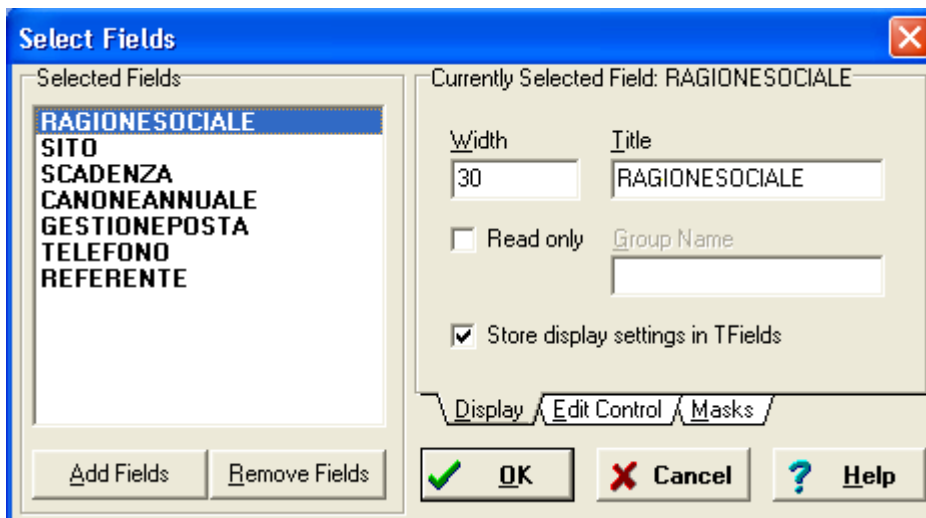 Select Fields
Selected Fields
RAGIONESOCIALE
SITO
SCADENZA
CANONEANNUALE
GESTIONEPOSTA
TELEFONO
REFERENTE
Add Fields
Remove Fields
Currently Selected Field: RAGIONESOCIALE
Width
Title
30
RAGIONESOCIALE
Read only
Group Name
Store display settings in TFields
Display
Edit Control
Masks
OK
Cancel
Help